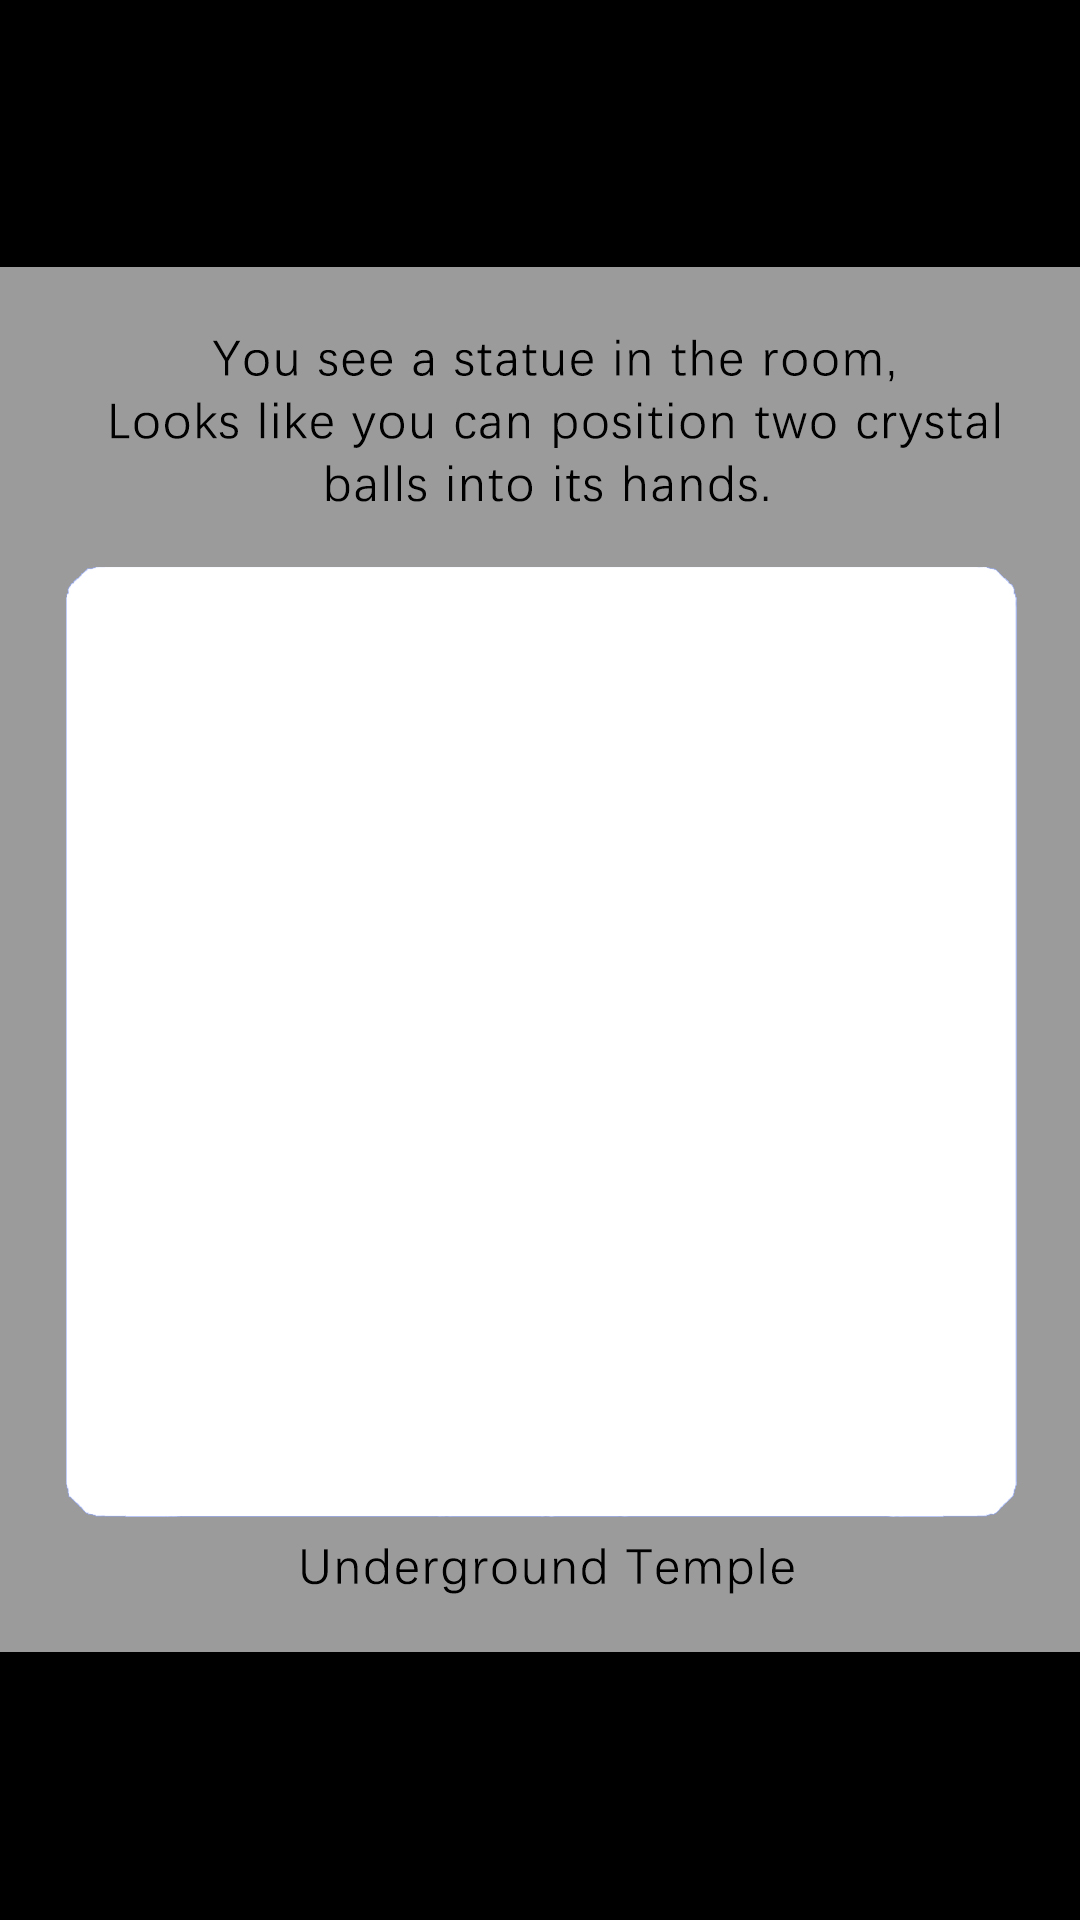 You see a statue in the room,
Looks like you can position two crystal
balls into its hands.
Underground Temple